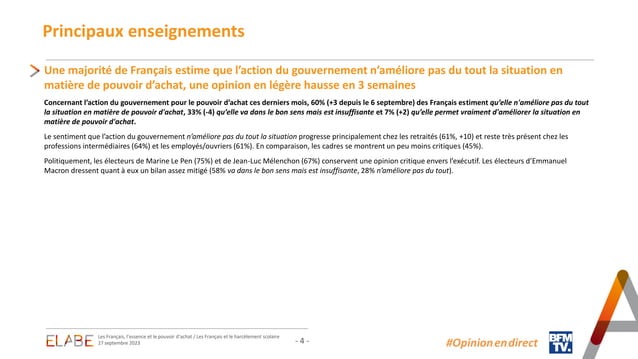 Principaux enseignements
Une majorité de Français estime que l’action du gouvernement n’améliore pas du tout la situation en
matière de pouvoir d’achat, une opinion en légère hausse en 3 semaines
Concernant l’action du gouvernement pour le pouvoir d’achat ces derniers mois, 60% (+3 depuis le 6 septembre) des Français estiment qu’elle n’améliore pas du tout
la situation en matière de pouvoir d’achat, 33% (-4) qu’elle va dans le bon sens mais est insuffisante et 7% (+2) qu’elle permet vraiment d’améliorer la situation en
matière de pouvoir d’achat.
Le sentiment que l’action du gouvernement n’améliore pas du tout la situation progresse principalement chez les retraités (61%, +10) et reste très présent chez les
professions intermédiaires (64%) et les employés/ouvriers (61%). En comparaison, les cadres se montrent un peu moins critiques (45%).
Politiquement, les électeurs de Marine Le Pen (75%) et de Jean-Luc Mélenchon (67%) conservent une opinion critique envers l’exécutif. Les électeurs d’Emmanuel
Macron dressent quant à eux un bilan assez mitigé (58% va dans le bon sens mais est insuffisante, 28% n’améliore pas du tout).
ELABE
Les Français, l’essence et le pouvoir d’achat / Les Français et le harcèlement scolaire
27 septembre 2023
- 4 -
#Opinionendirect
BFM
TV.